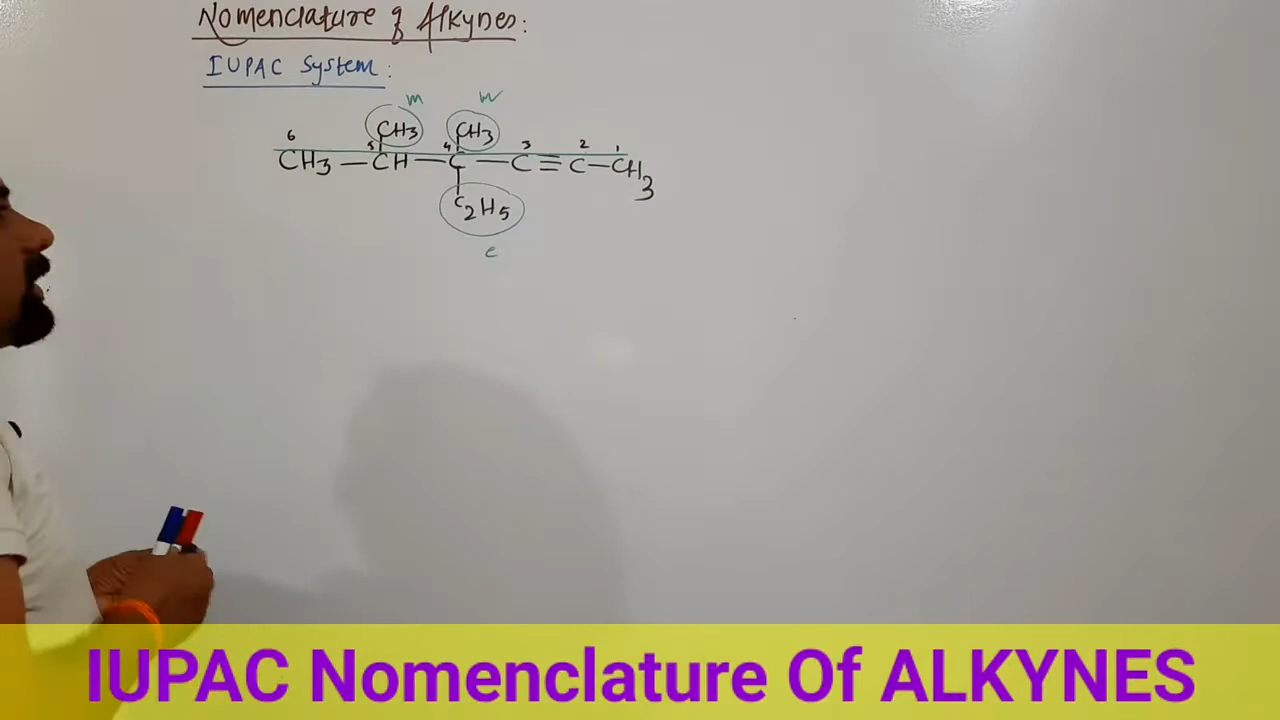 Nomenclature of Alkynes:
IUPAC System:
m m
CH3 CH3
6 5 4 3 2 1
CH3 — CH — C — C ≡ C — CH3
C2H5
e
IUPAC Nomenclature Of ALKYNES